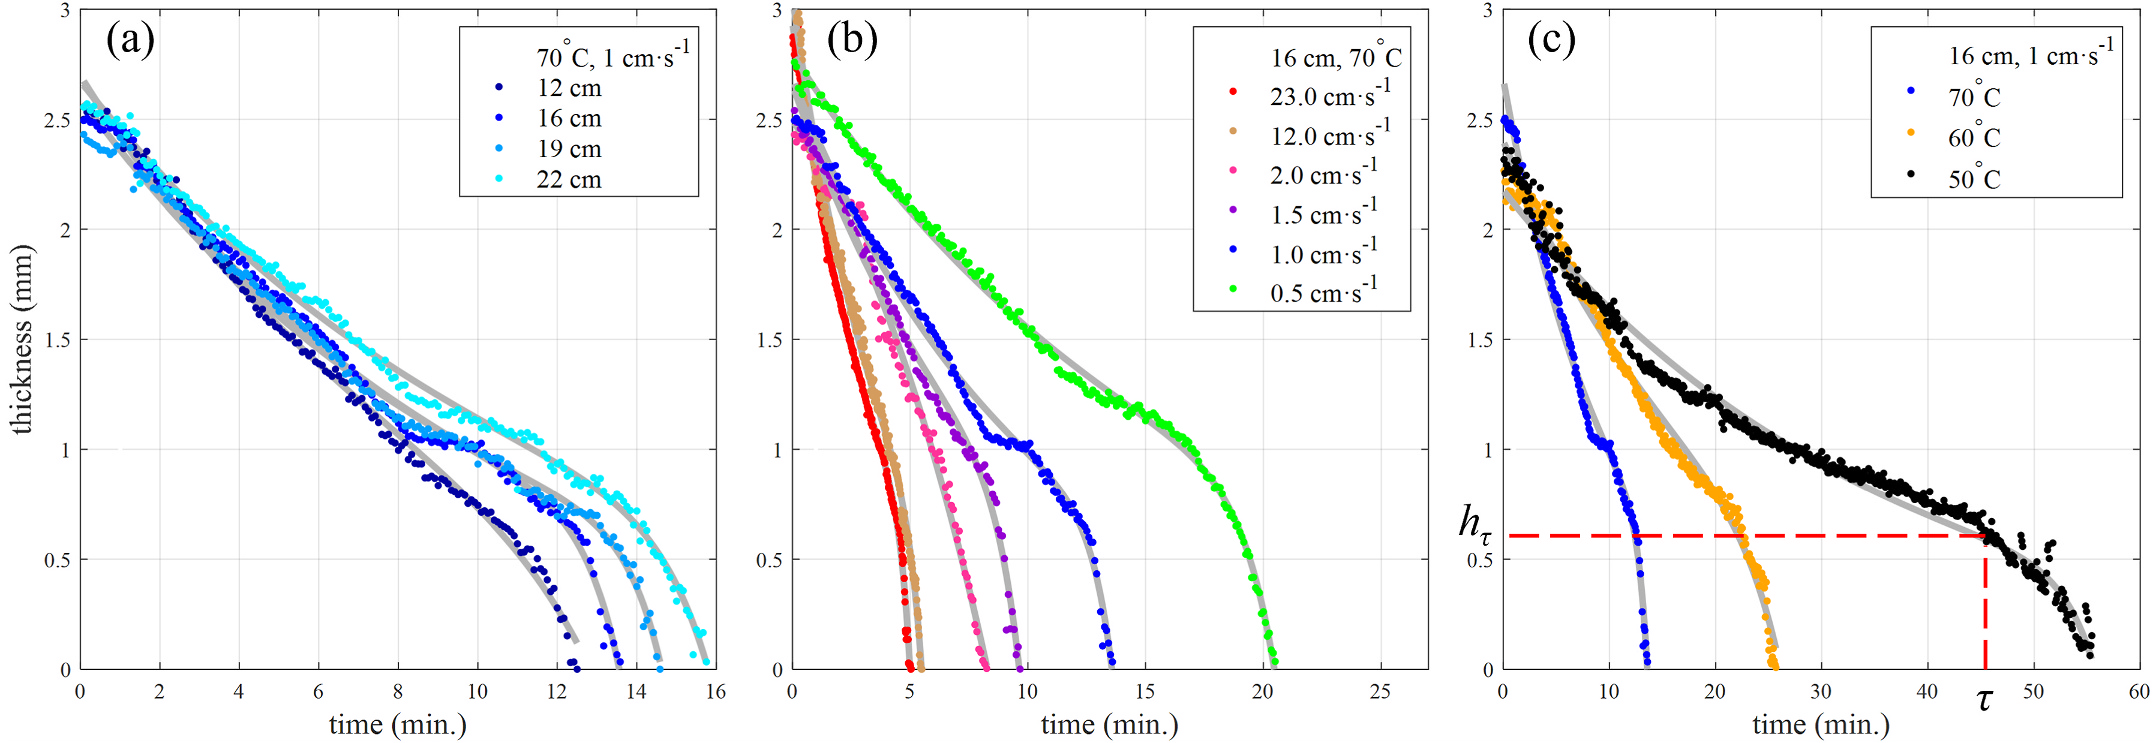 (a)
70°C, 1 cm·s-1
12 cm
16 cm
19 cm
22 cm
3
2.5
2
1.5
1
0.5
0
thickness (mm)
0 2 4 6 8 10 12 14 16
time (min.)
(b)
16 cm, 70°C
23.0 cm·s-1
12.0 cm·s-1
2.0 cm·s-1
1.5 cm·s-1
1.0 cm·s-1
0.5 cm·s-1
3
2.5
2
1.5
1
0.5
0
0 5 10 15 20 25
time (min.)
(c)
16 cm, 1 cm·s-1
70°C
60°C
50°C
3
2.5
2
1.5
1
hτ
0.5
0
0 10 20 30 40 τ 50 60
time (min.)